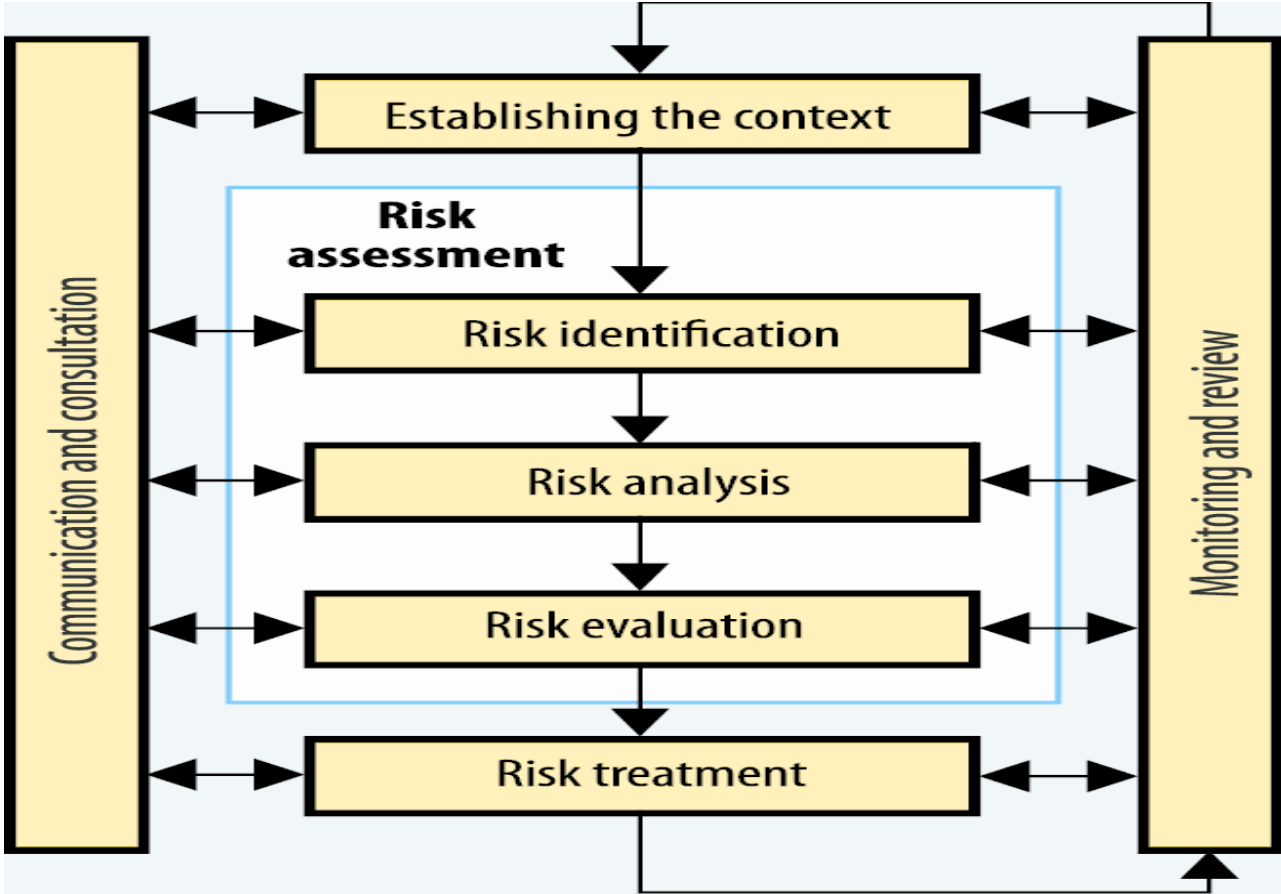 Communication and consultation
Establishing the context
Risk
assessment
Risk identification
Risk analysis
Risk evaluation
Risk treatment
Monitoring and review